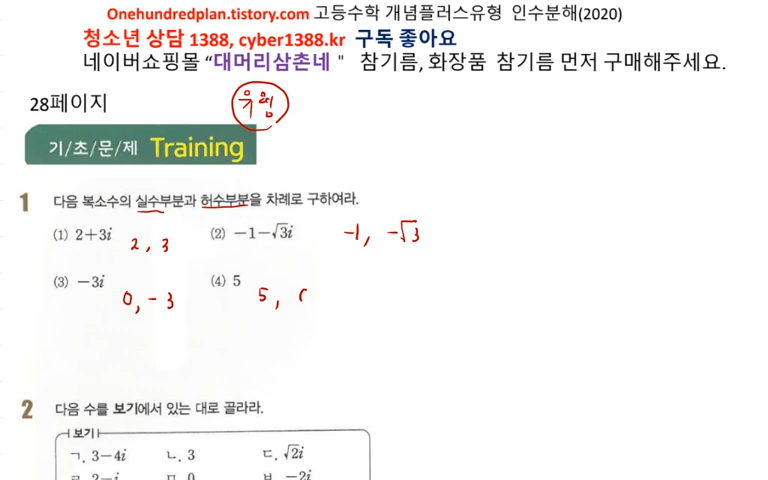 Onehundredplan.tistory.com 고등수학 개념플러스유형 인수분해(2020)
청소년 상담 1388, cyber1388.kr 구독 좋아요
네이버쇼핑몰 "대머리삼촌네 " 참기름, 화장품 참기름 먼저 구매해주세요.
28페이지
유형
기/초/문/제 Training
1 다음 복소수의 실수부분과 허수부분을 차례로 구하여라.
(1) 2+3i 2, 3 (2) −1−√3i -1, -√3
(3) −3i 0, -3 (4) 5 5,
2 다음 수를 보기에서 있는 대로 골라라.
보기
ㄱ. 3−4i ㄴ. 3 ㄷ. √2i
ㄹ. 2−i ㅁ. 0 ㅂ. −2i